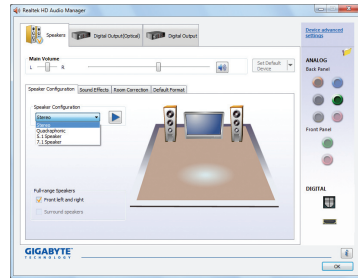 Realtek HD Audio Manager
Speakers
Digital Output(Optical)
Digital Output
Device advanced
settings
Main Volume
L
R
Set Default
Device
ANALOG
Back Panel
Speaker Configuration
Sound Effects
Room Correction
Default Format
Speaker Configuration
Stereo
Stereo
Quadraphonic
5.1 Speaker
7.1 Speaker
Front Panel
Full-range Speakers
Front left and right
Surround speakers
DIGITAL
GIGABYTE
TECHNOLOGY
OK